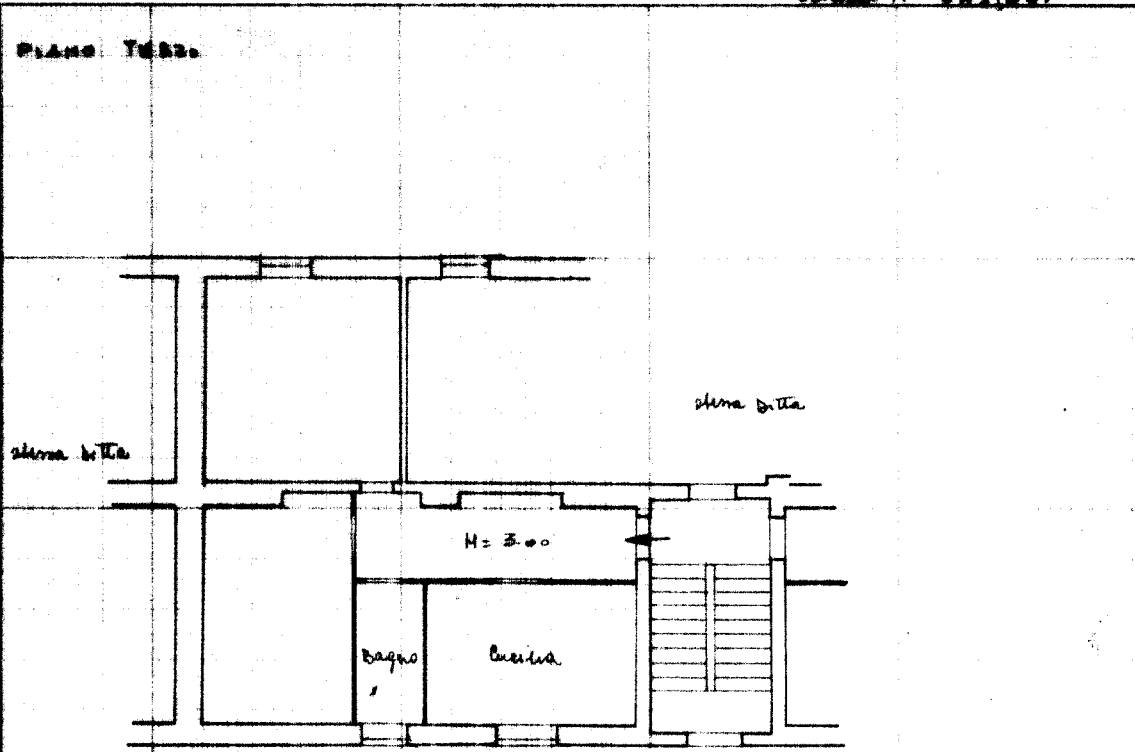 PIANO TERZO
stessa ditta
stessa ditta
H= 3.00
Bagno
Cucina